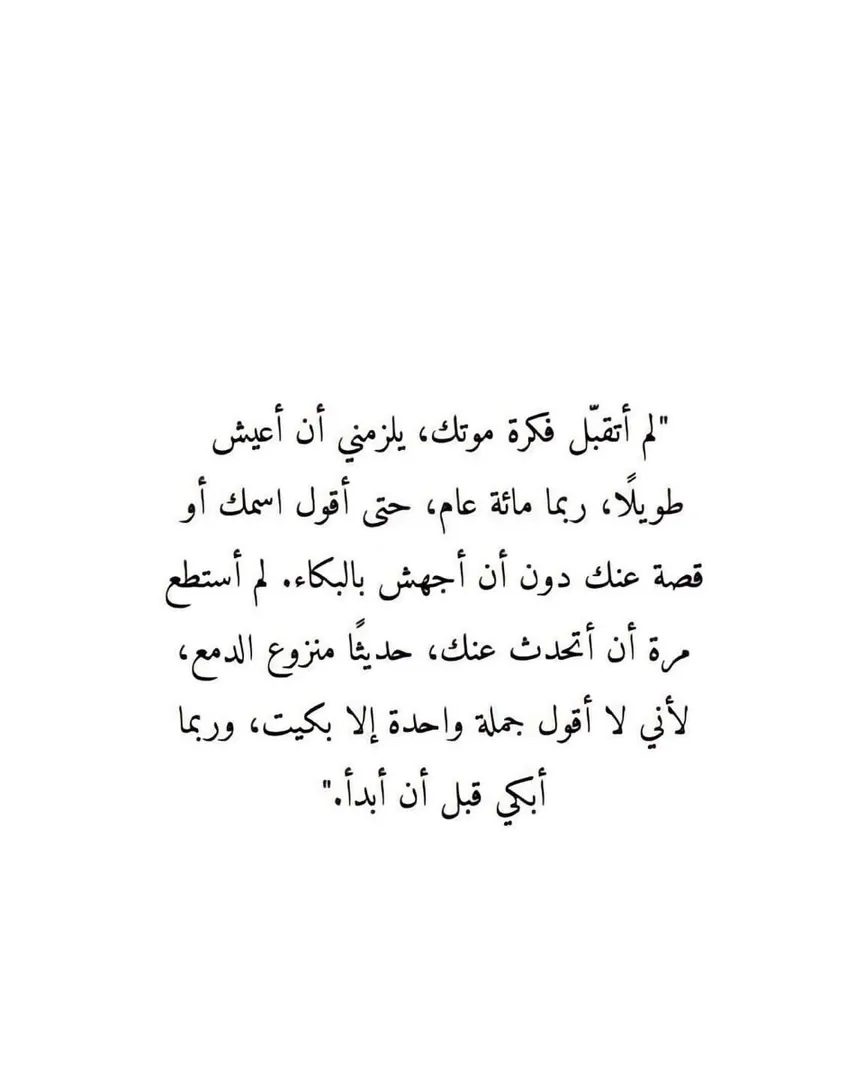 "لم أتقبّل فكرة موتك، يلزمني أن أعيش
طويلًا، ربما مائة عام، حتى أقول اسمك أو
قصة عنك دون أن أجهش بالبكاء. لم أستطع
مرة أن أتحدث عنك، حديثًا منزوع الدمع،
لأني لا أقول جملة واحدة إلا بكيت، وربما
أبكي قبل أن أبدأ."